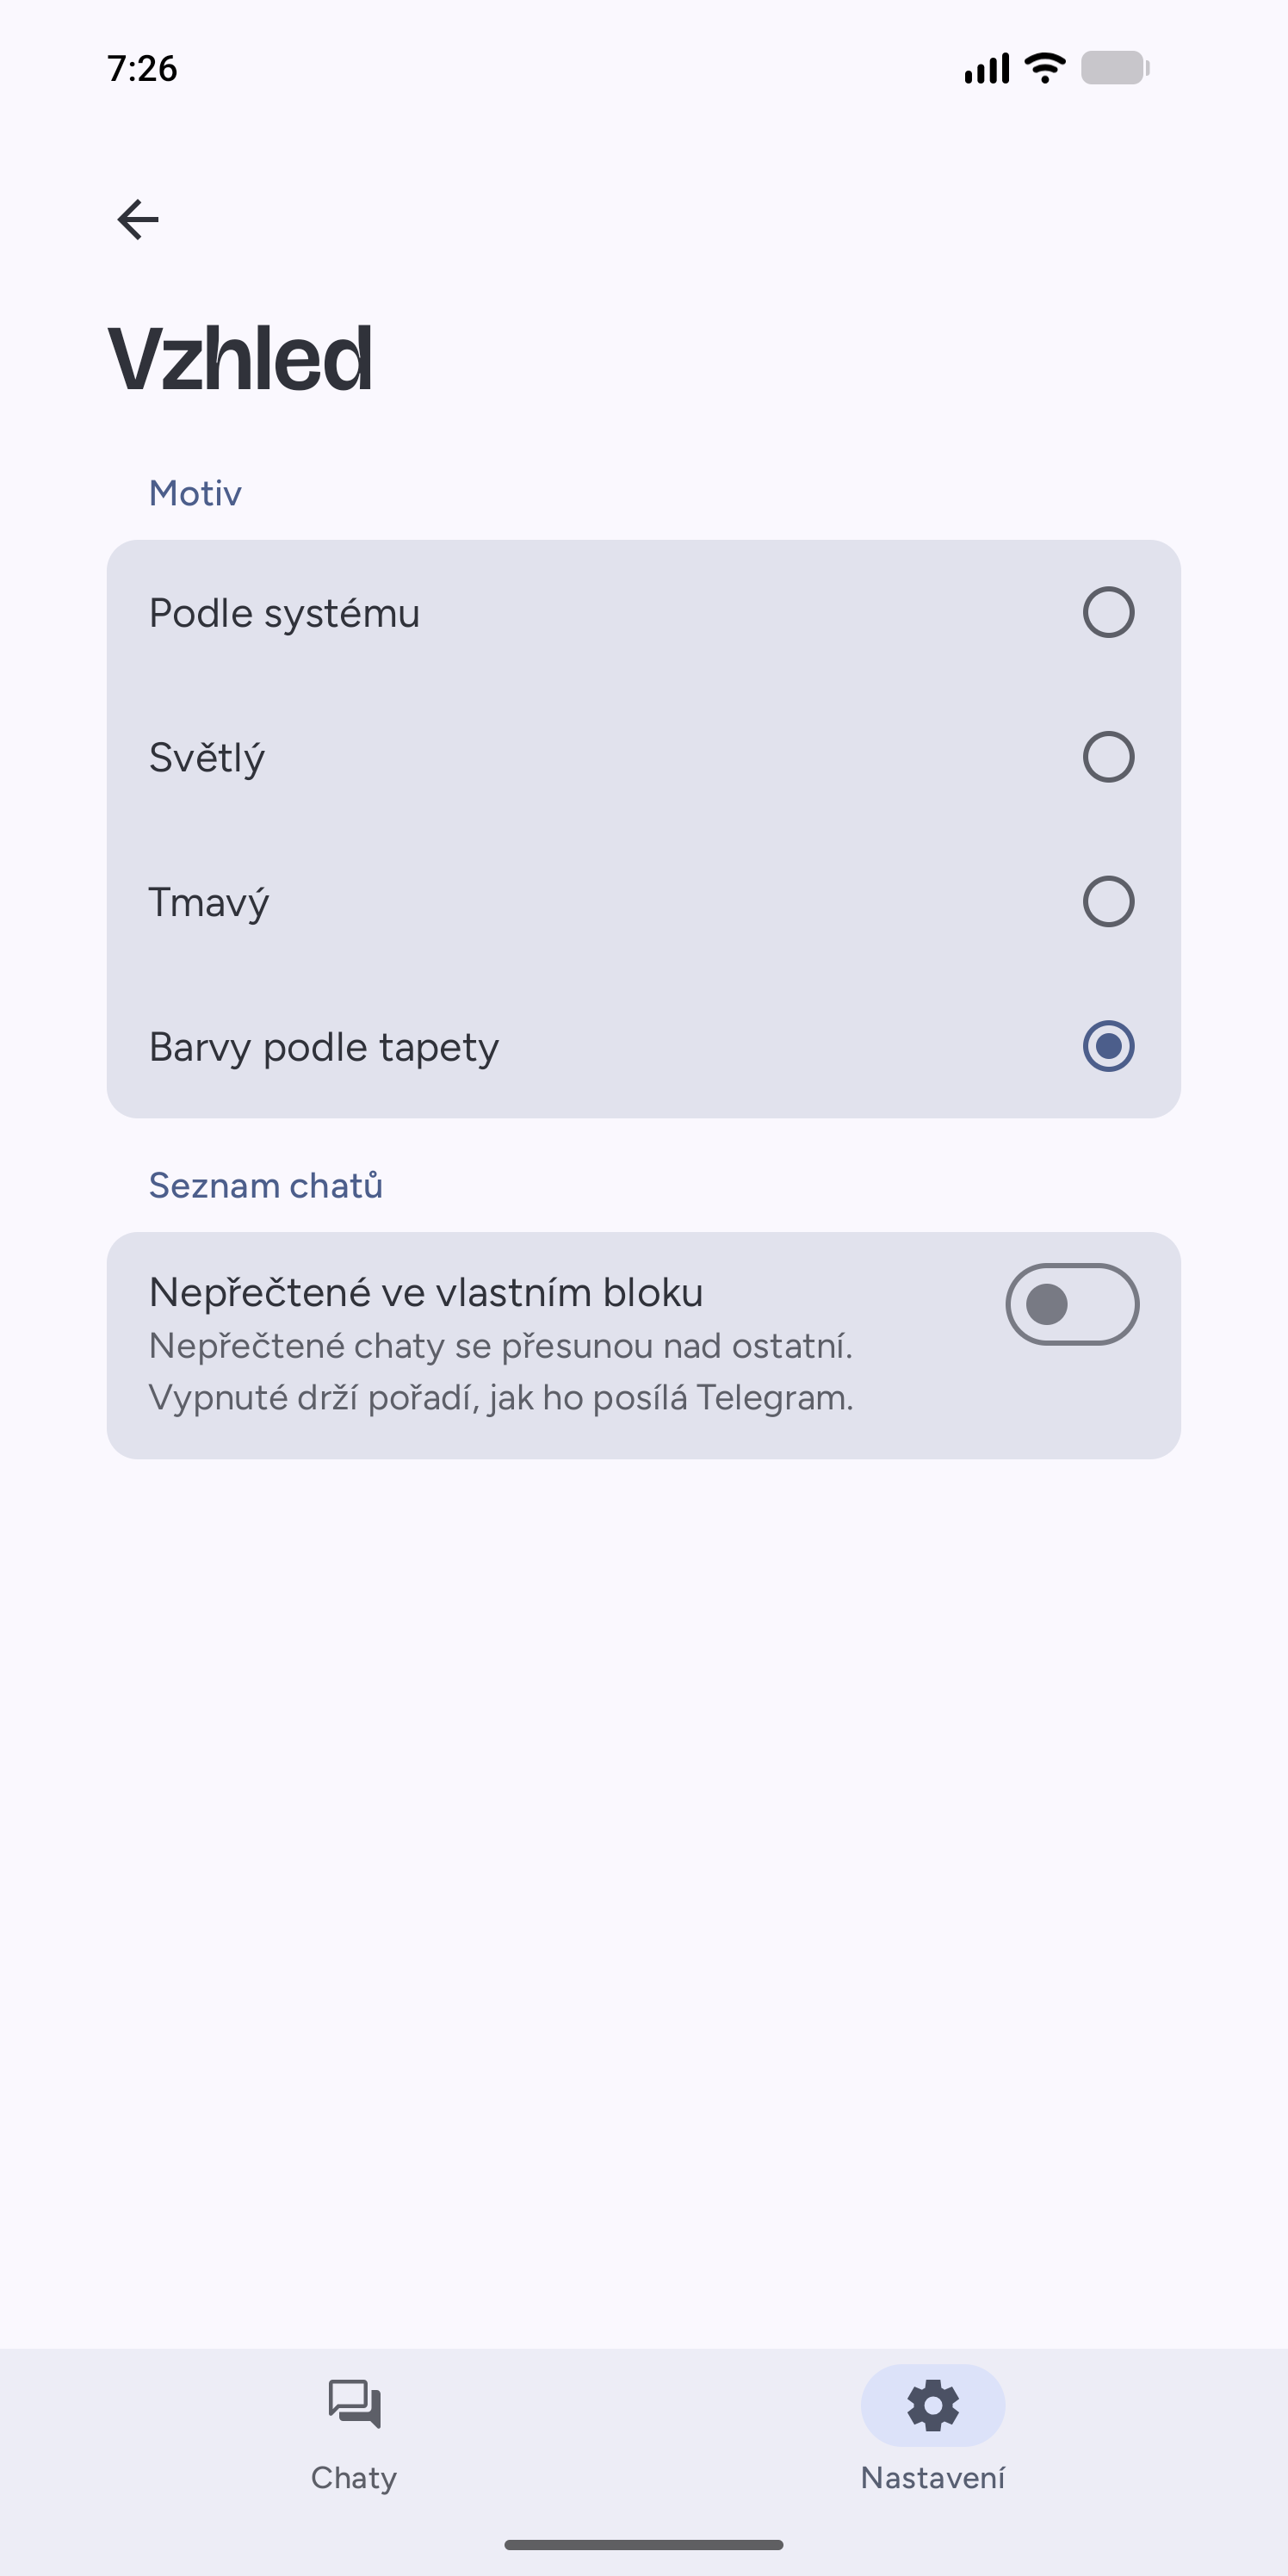 7:26
Vzhled
Motiv
Podle systému
Světlý
Tmavý
Barvy podle tapety
Seznam chatů
Nepřečtené ve vlastním bloku
Nepřečtené chaty se přesunou nad ostatní.
Vypnuté drží pořadí, jak ho posílá Telegram.
Chaty
Nastavení